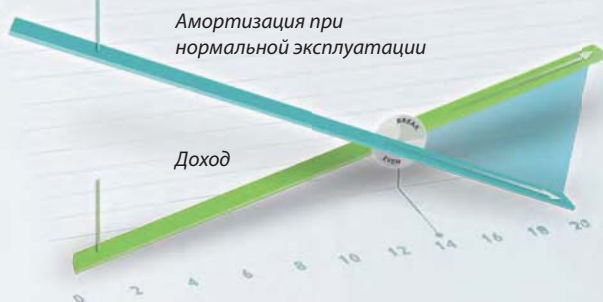 Амортизация при
нормальной эксплуатации
BREAK
EVEN
Доход
0 2 4 6 8 10 12 14 16 18 20